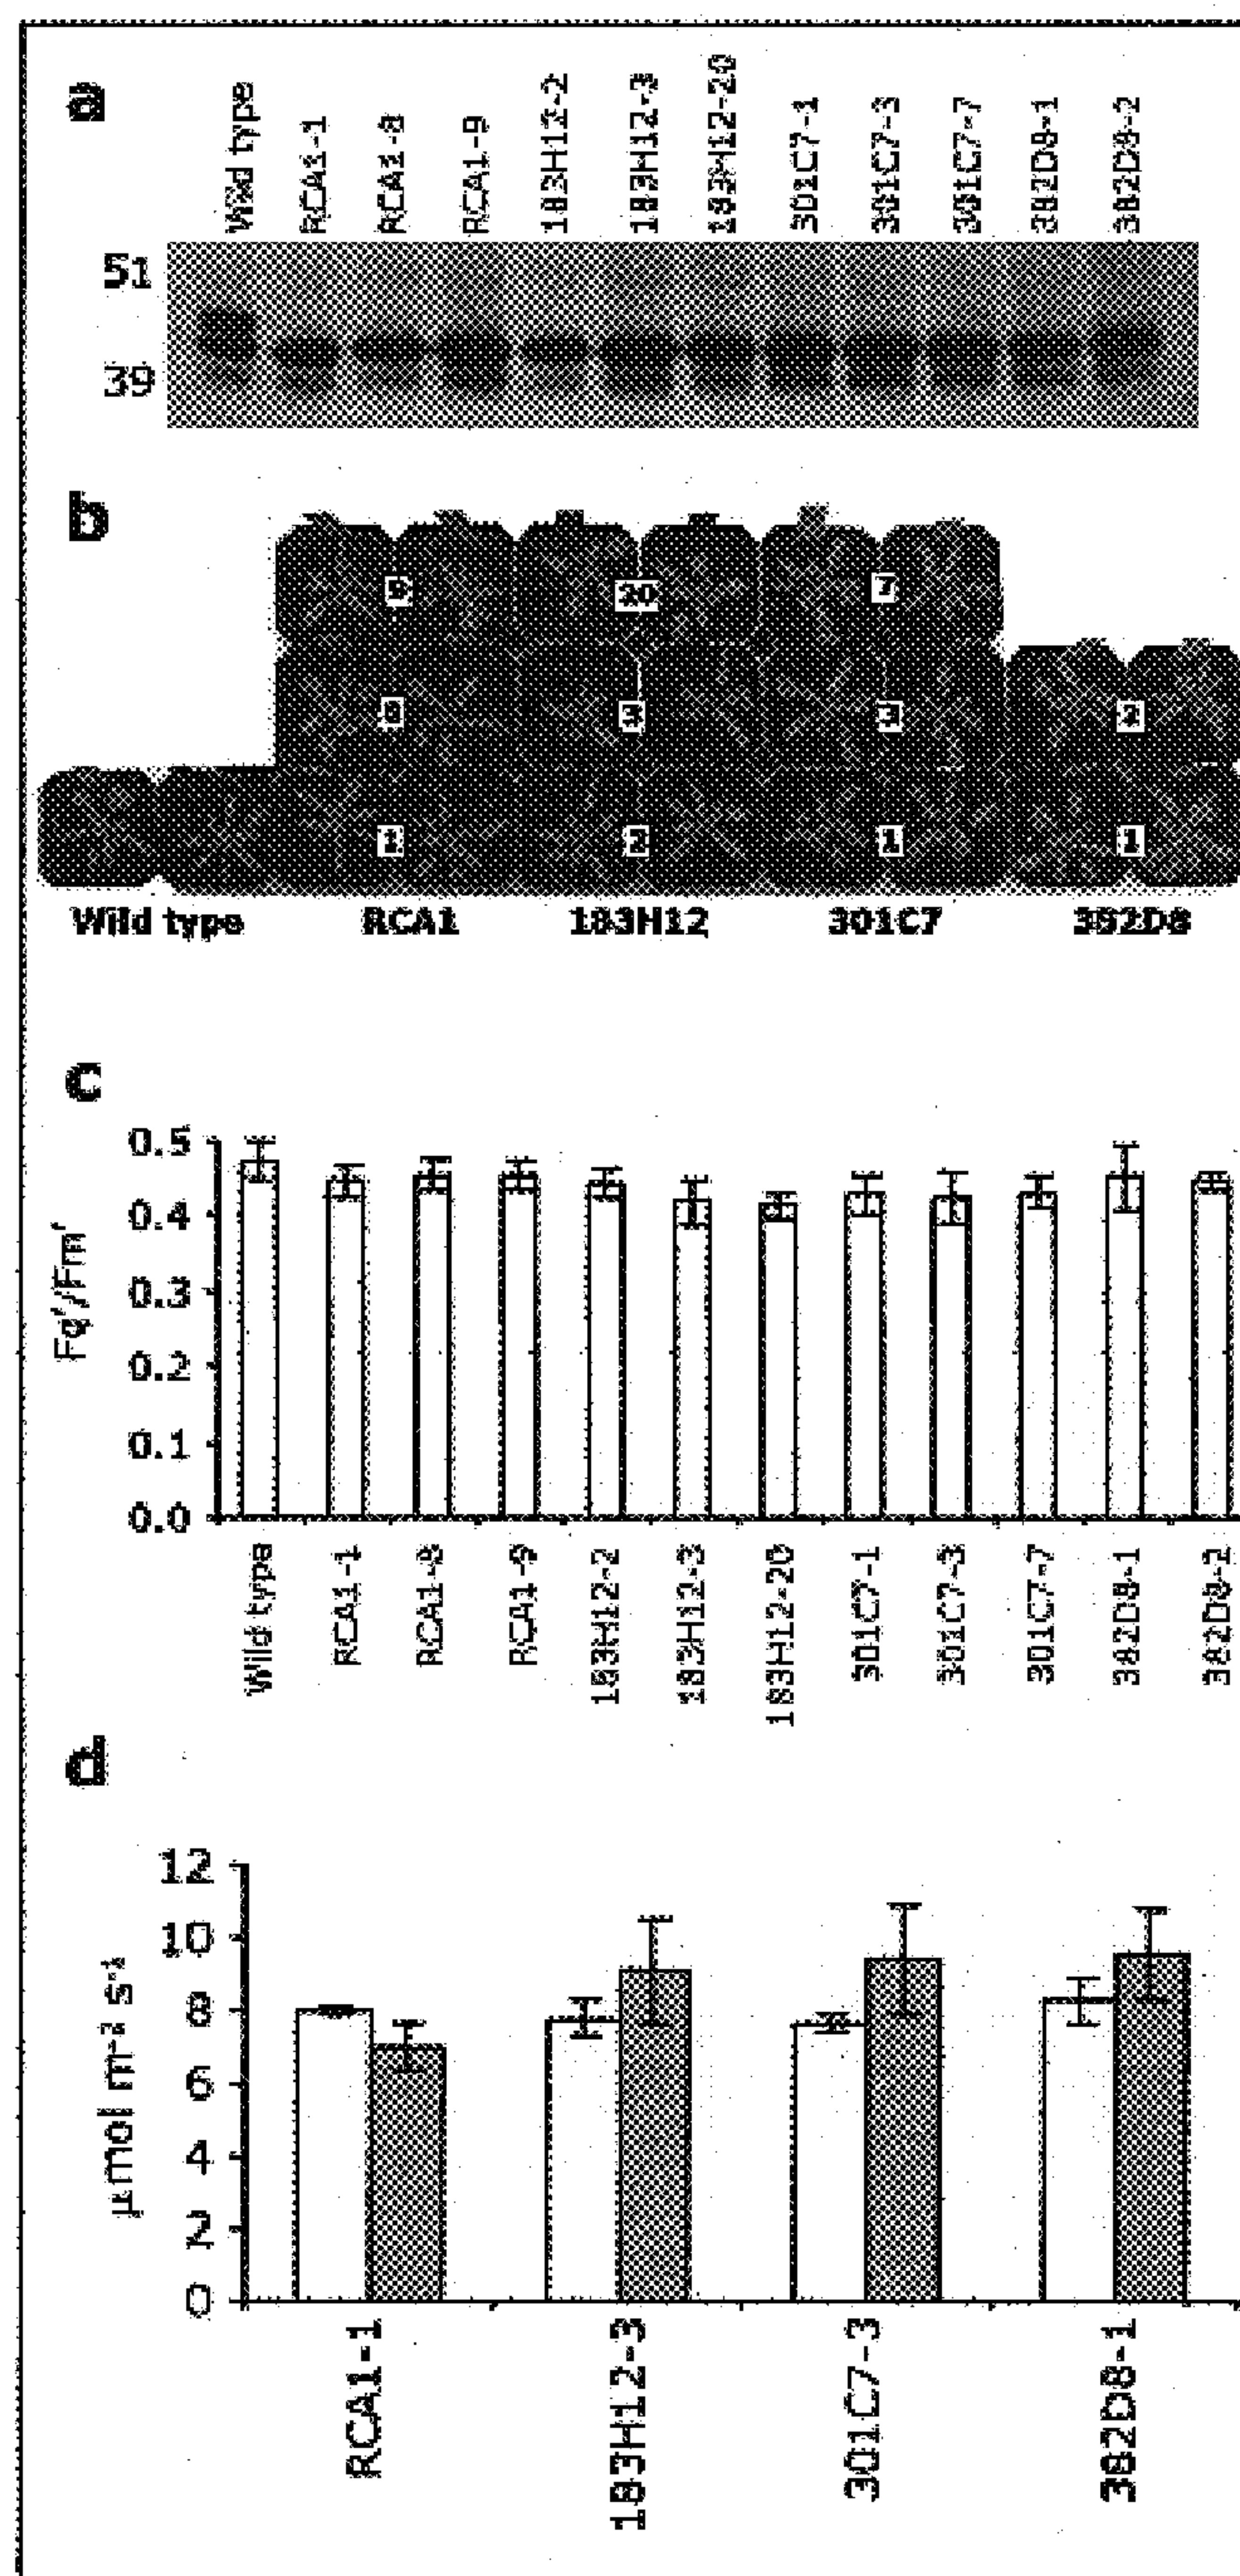 a
Wild type
RCA1-1
RCA1-8
RCA1-9
183H12-2
183H12-3
183H12-20
301C7-1
301C7-3
301C7-7
382D8-1
382D8-2
51
39
b
9
20
7
8
3
3
2
1
2
1
1
Wild type
RCA1
183H12
301C7
382D8
c
Fq'/Fm'
0.5
0.4
0.3
0.2
0.1
0.0
Wild type
RCA1-1
RCA1-8
RCA1-9
183H12-2
183H12-3
183H12-20
301C7-1
301C7-3
301C7-7
382D8-1
382D8-2
d
µmol m⁻² s⁻¹
12
10
8
6
4
2
0
RCA1-1
183H12-3
301C7-3
382D8-1